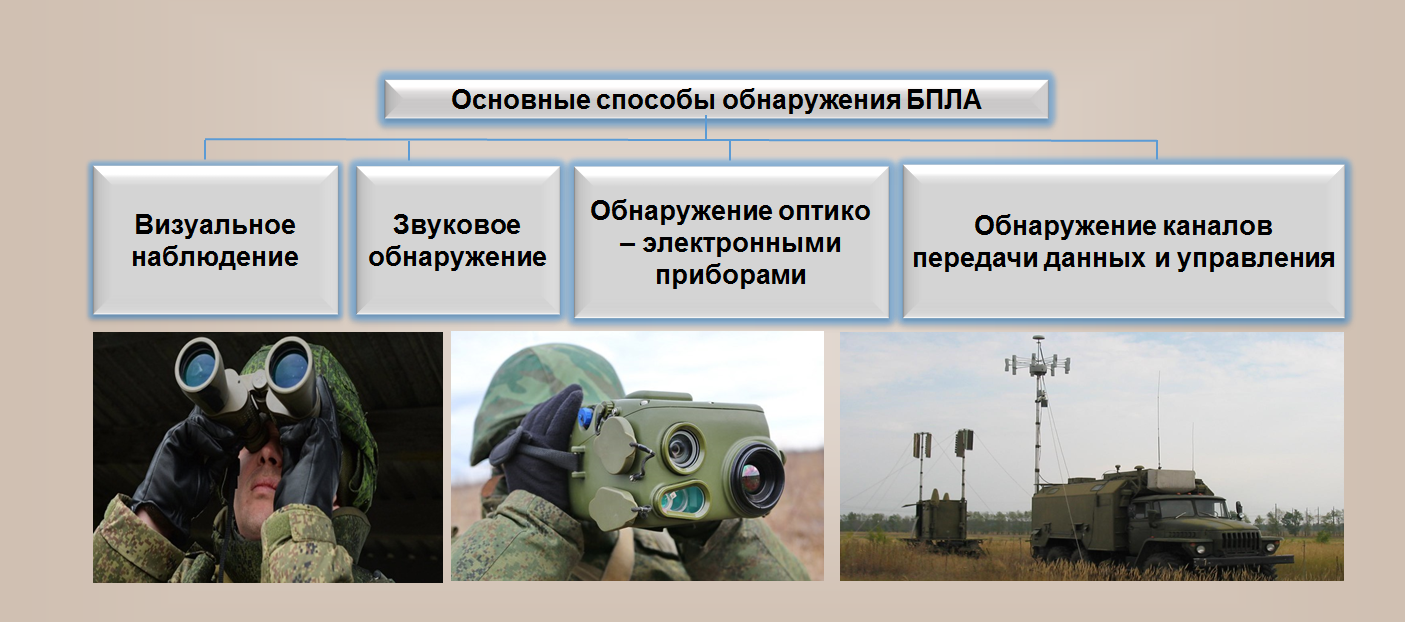 Основные способы обнаружения БПЛА
Визуальное
наблюдение
Звуковое
обнаружение
Обнаружение оптико
– электронными
приборами
Обнаружение каналов
передачи данных и управления